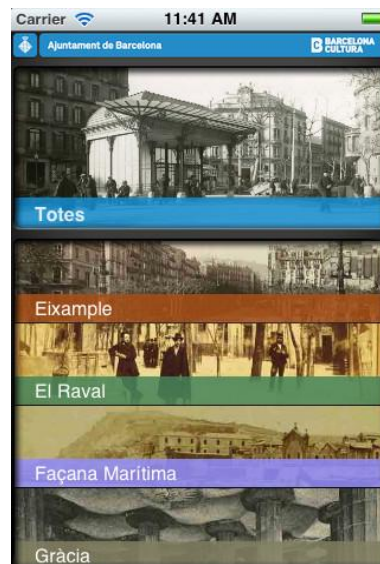 Carrier 11:41 AM
Ajuntament de Barcelona BARCELONA
CULTURA
Totes
Eixample
El Raval
Façana Marítima
Gràcia